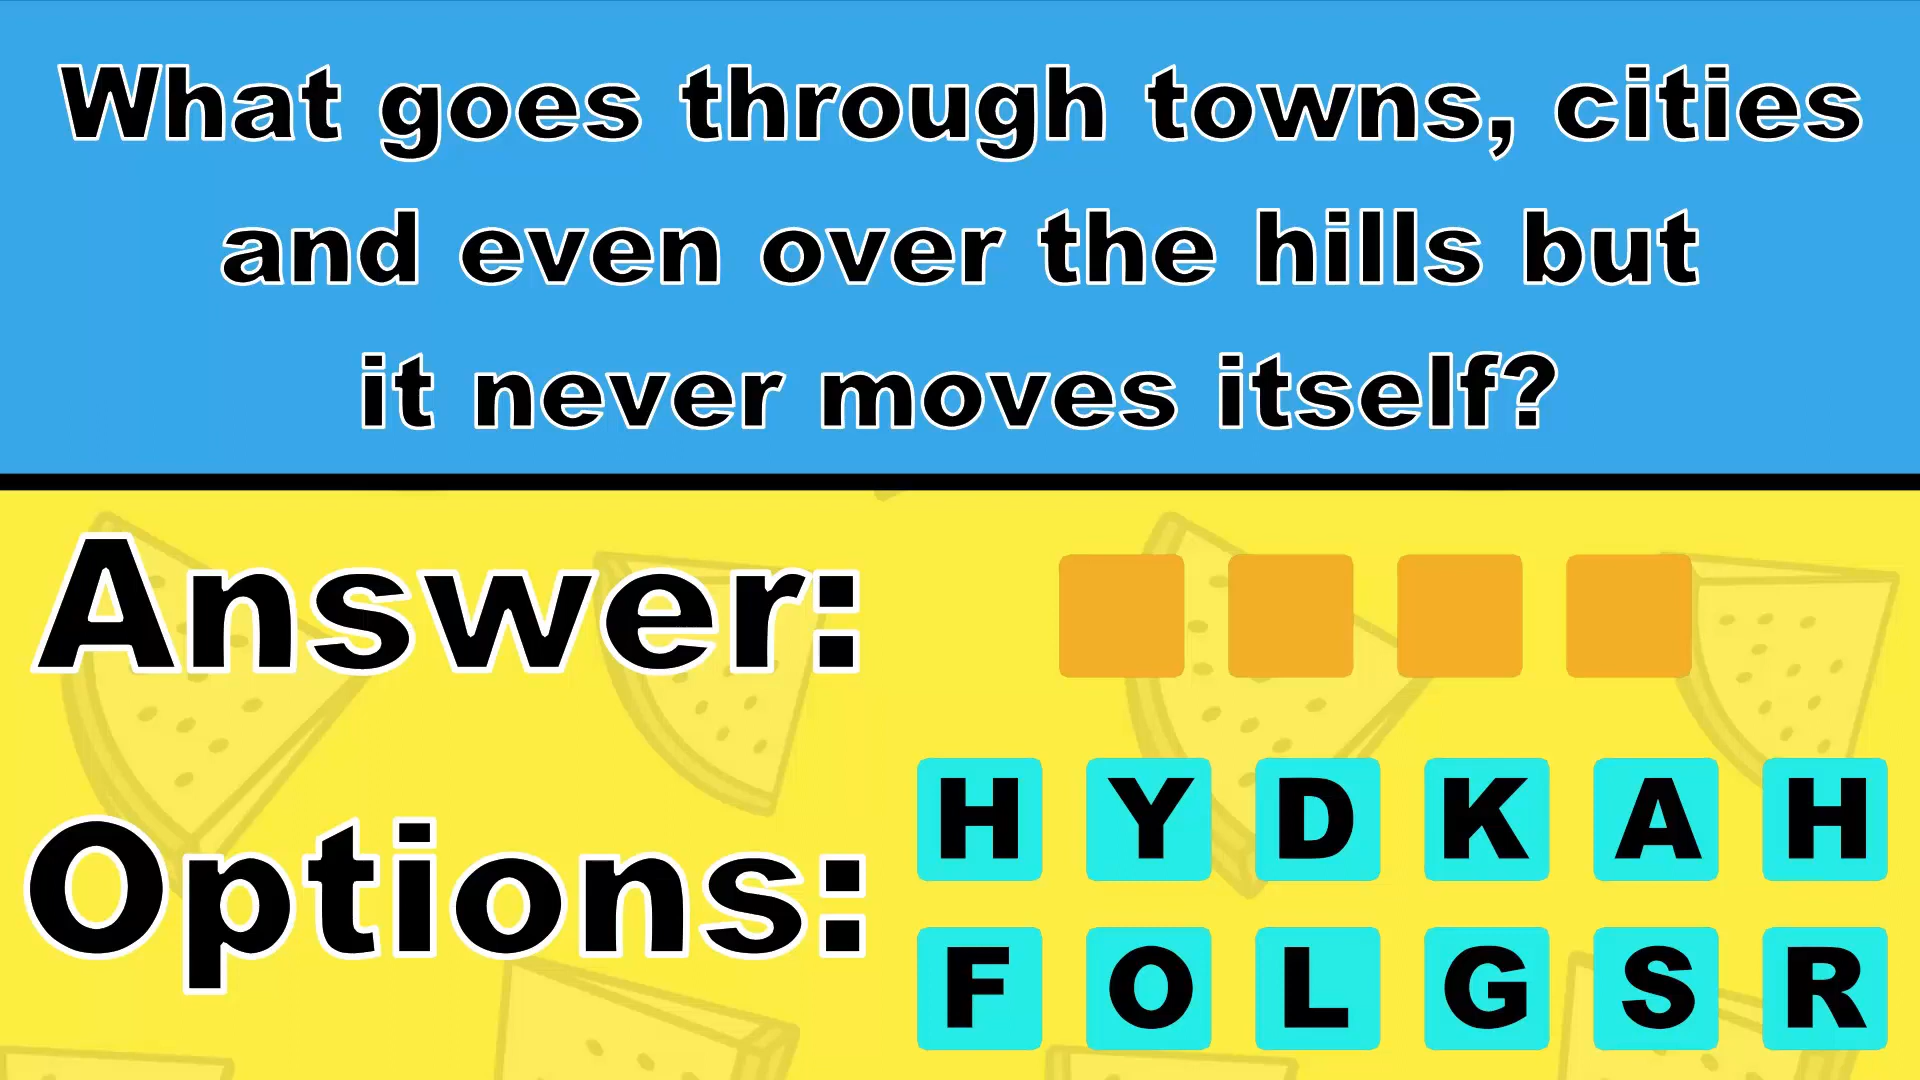 What goes through towns, cities
and even over the hills but
it never moves itself?
Answer:
Options:
H Y D K A H
F O L G S R